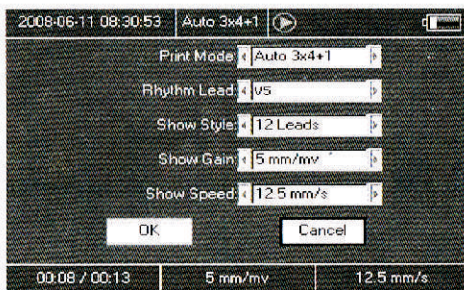 2008-06-11 08:30:53 Auto 3x4+1
Print Mode: Auto 3x4+1
Rhythm Lead: V5
Show Style: 12 Leads
Show Gain: 5 mm/mv
Show Speed: 12.5 mm/s
OK Cancel
00:08 / 00:13 5 mm/mv 12.5 mm/s